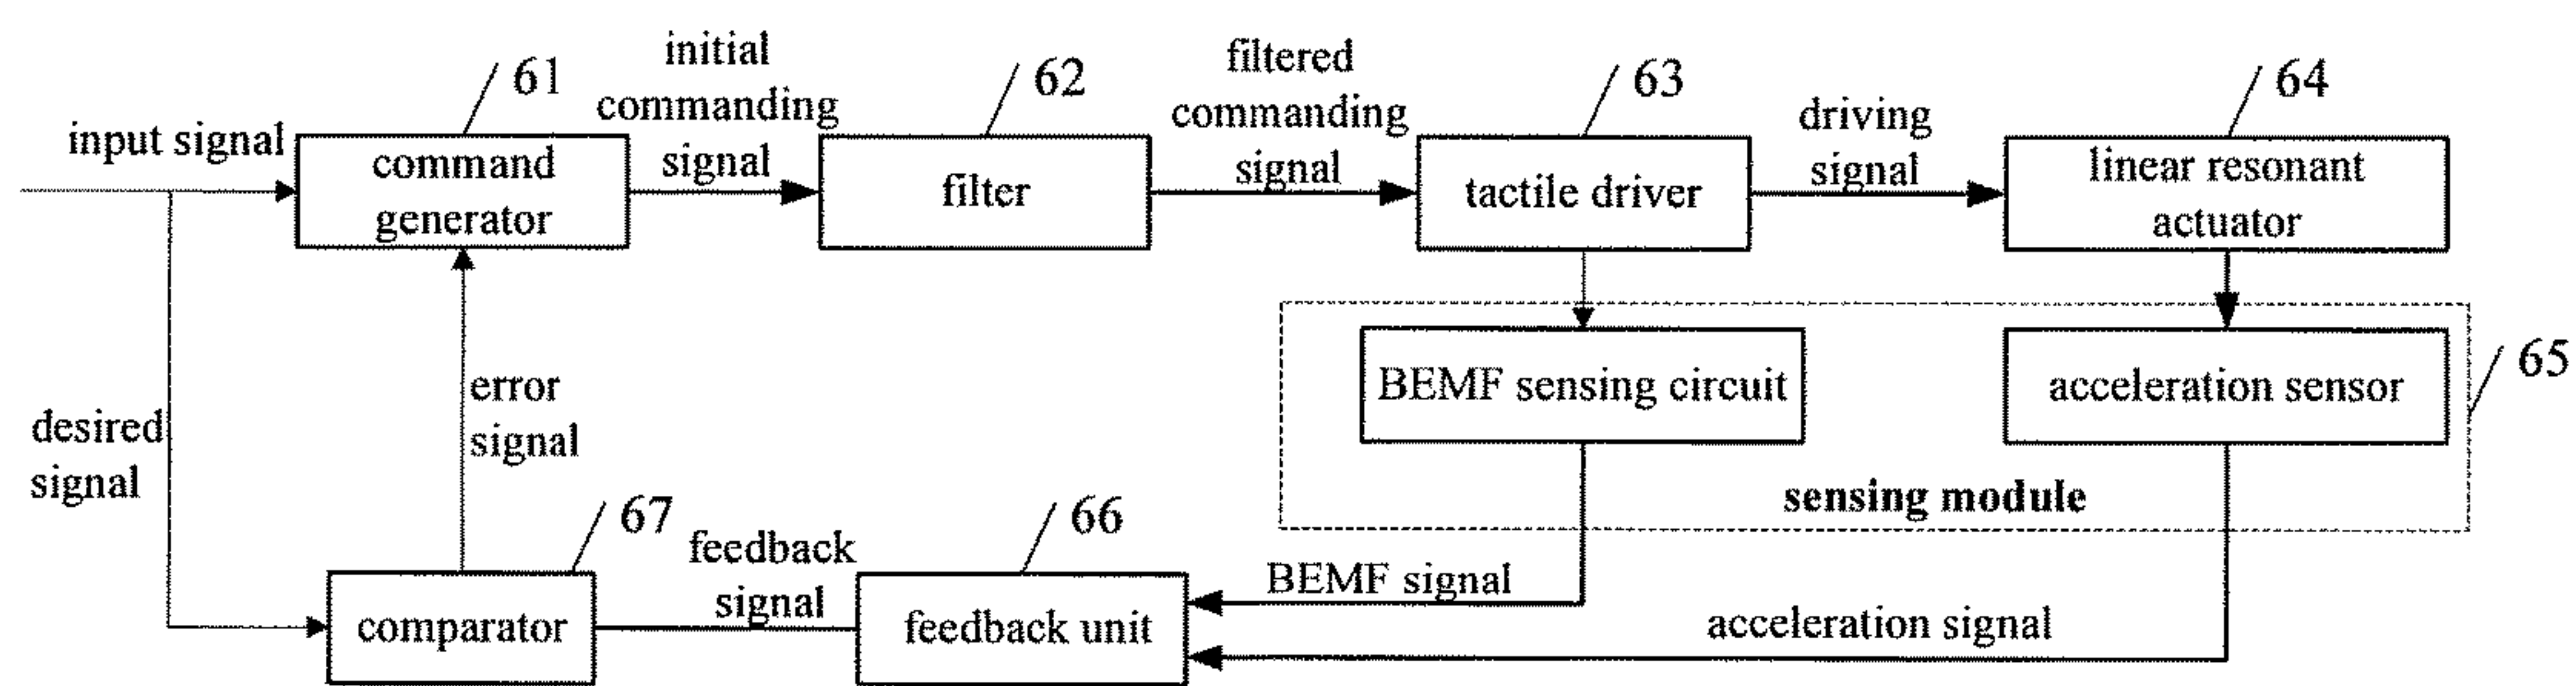 input signal
61
command
generator
initial
commanding
signal
62
filter
filtered
commanding
signal
63
tactile driver
driving
signal
64
linear resonant
actuator
BEMF sensing circuit
acceleration sensor
65
sensing module
desired
signal
error
signal
67
comparator
feedback
signal
66
feedback unit
BEMF signal
acceleration signal